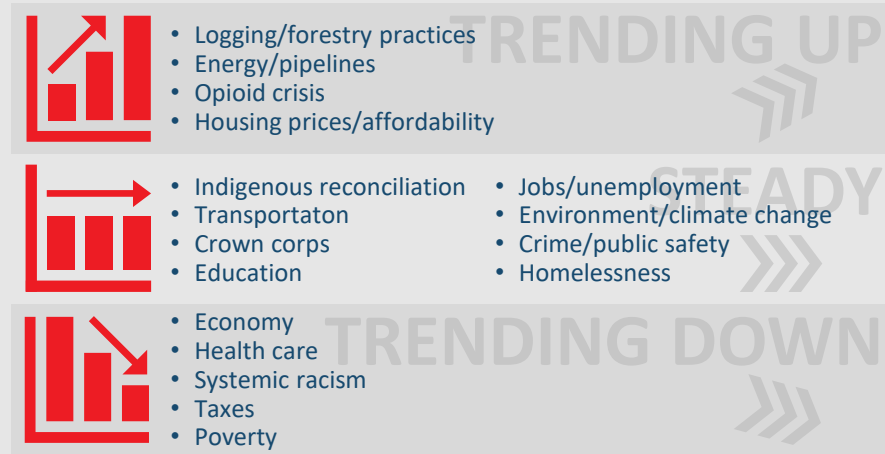 TRENDING UP
• Logging/forestry practices
• Energy/pipelines
• Opioid crisis
• Housing prices/affordability
STEADY
• Indigenous reconciliation
• Transportaton
• Crown corps
• Education
• Jobs/unemployment
• Environment/climate change
• Crime/public safety
• Homelessness
TRENDING DOWN
• Economy
• Health care
• Systemic racism
• Taxes
• Poverty